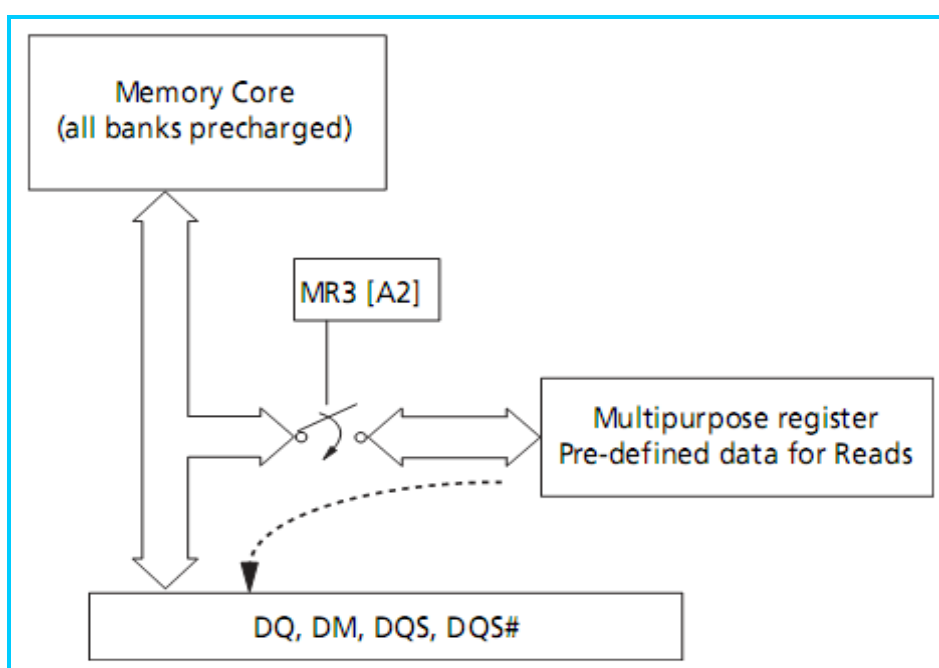 Memory Core
(all banks precharged)
MR3 [A2]
Multipurpose register
Pre-defined data for Reads
DQ, DM, DQS, DQS#